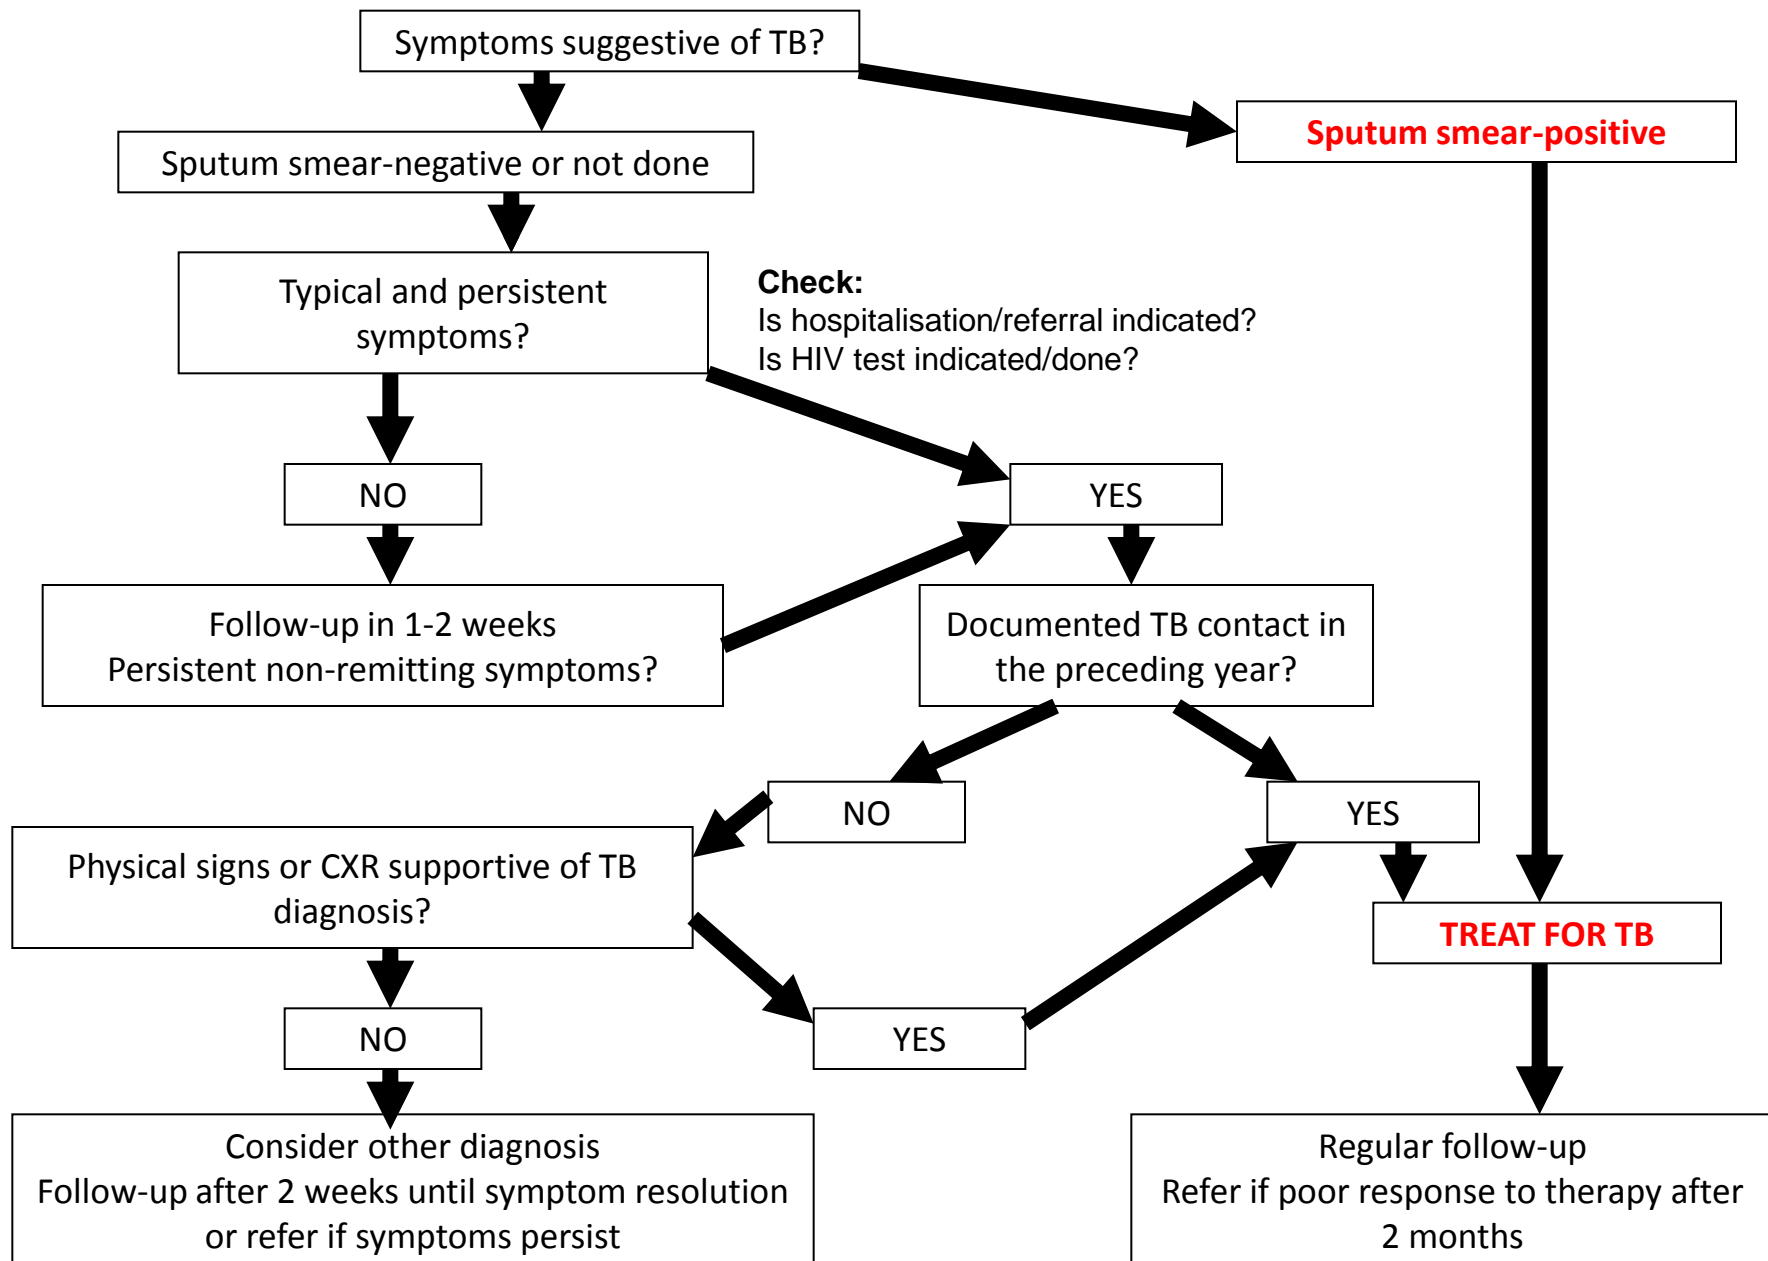 Symptoms suggestive of TB?
Sputum smear-positive
Sputum smear-negative or not done
Typical and persistent
symptoms?
Check:
Is hospitalisation/referral indicated?
Is HIV test indicated/done?
NO
YES
Follow-up in 1-2 weeks
Persistent non-remitting symptoms?
Documented TB contact in
the preceding year?
NO
YES
Physical signs or CXR supportive of TB
diagnosis?
TREAT FOR TB
NO
YES
Consider other diagnosis
Follow-up after 2 weeks until symptom resolution
or refer if symptoms persist
Regular follow-up
Refer if poor response to therapy after
2 months